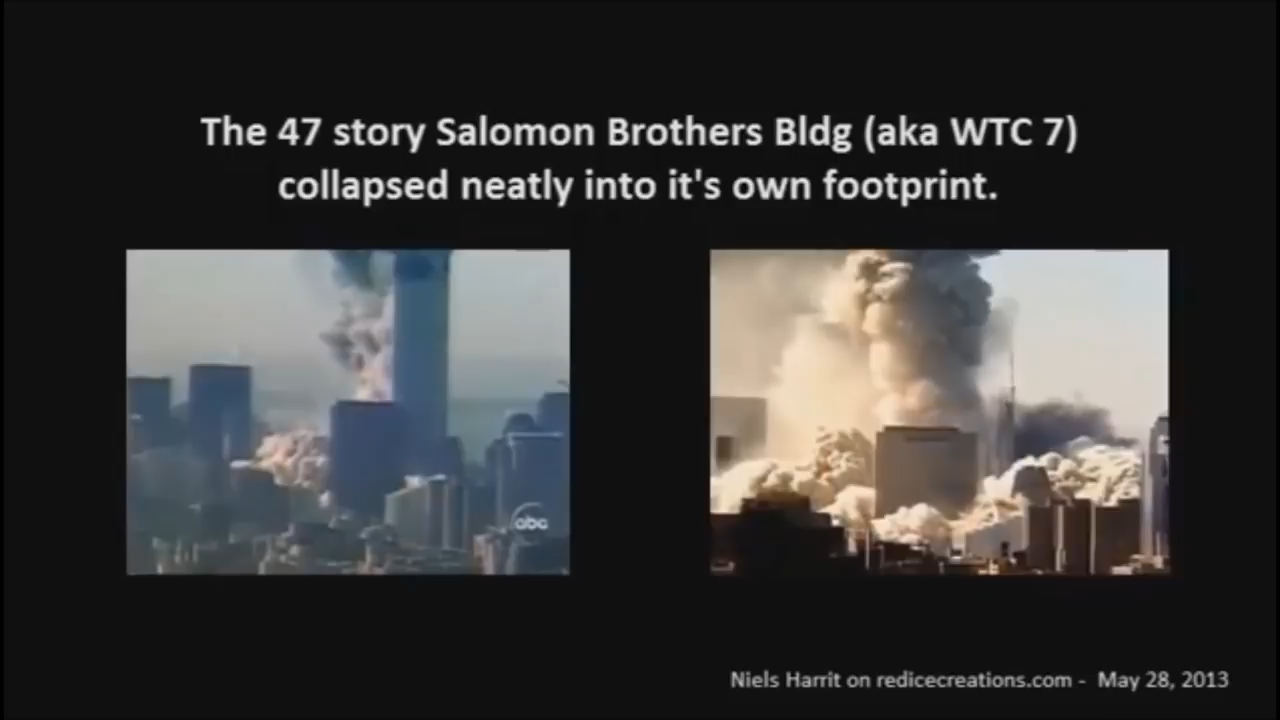 The 47 story Salomon Brothers Bldg (aka WTC 7)
collapsed neatly into it's own footprint.
abc
Niels Harrit on redicecreations.com - May 28, 2013